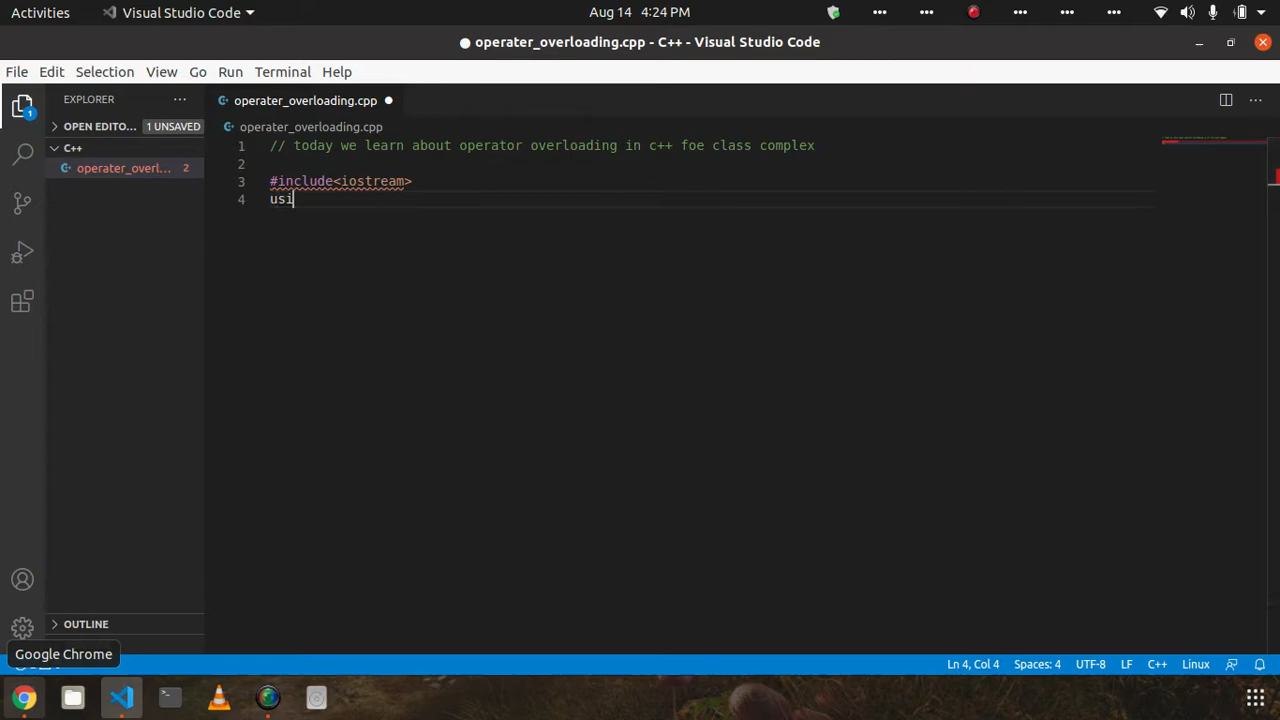 Activities Visual Studio Code Aug 14 4:24 PM
● operater_overloading.cpp - C++ - Visual Studio Code
File Edit Selection View Go Run Terminal Help
EXPLORER
operater_overloading.cpp
OPEN EDITO... 1 UNSAVED
operater_overloading.cpp
C++
operater_overl... 2
1 // today we learn about operator overloading in c++ foe class complex
2
3 #include<iostream>
4 usi
1
OUTLINE
Google Chrome
Ln 4, Col 4 Spaces: 4 UTF-8 LF C++ Linux